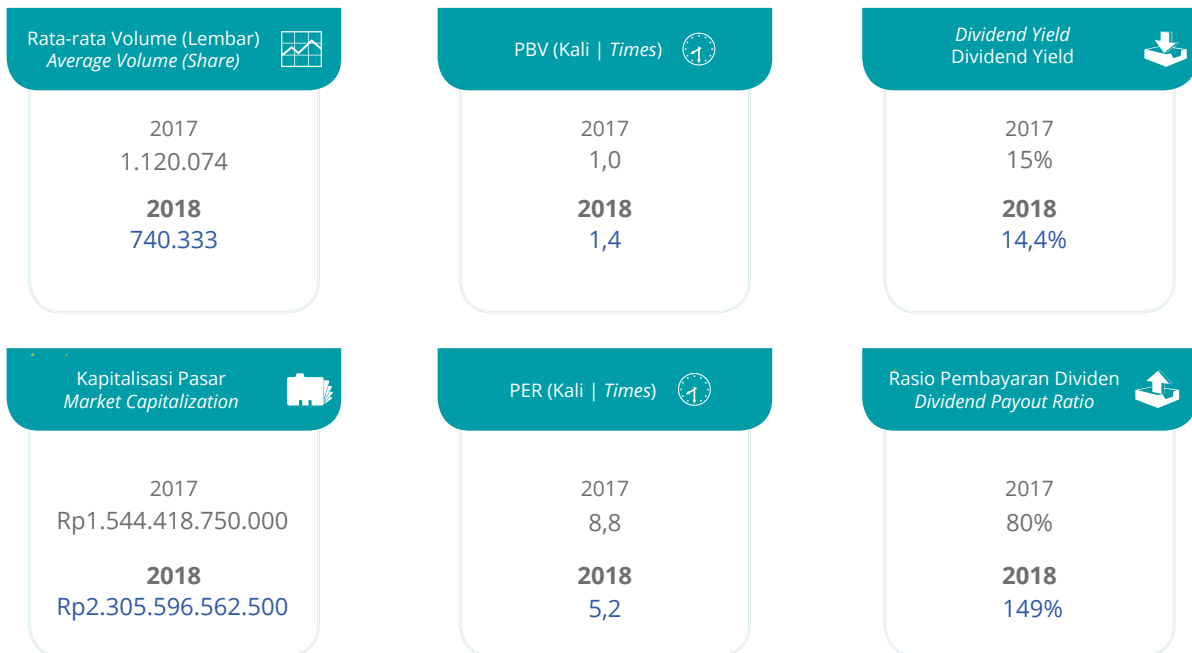 Rata-rata Volume (Lembar)
Average Volume (Share)
2017
1.120.074
2018
740.333
PBV (Kali | Times)
2017
1,0
2018
1,4
Dividend Yield
Dividend Yield
2017
15%
2018
14,4%
Kapitalisasi Pasar
Market Capitalization
2017
Rp1.544.418.750.000
2018
Rp2.305.596.562.500
PER (Kali | Times)
2017
8,8
2018
5,2
Rasio Pembayaran Dividen
Dividend Payout Ratio
2017
80%
2018
149%